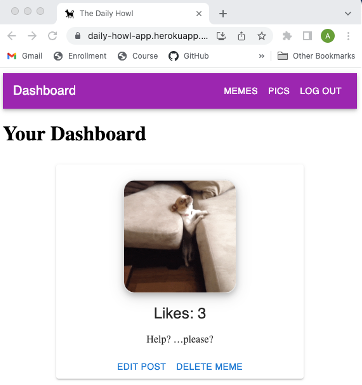 The Daily Howl
daily-howl-app.herokuapp....
A
Gmail Enrollment Course GitHub » Other Bookmarks
Dashboard MEMES PICS LOG OUT
Your Dashboard
Likes: 3
Help? …please?
EDIT POST DELETE MEME